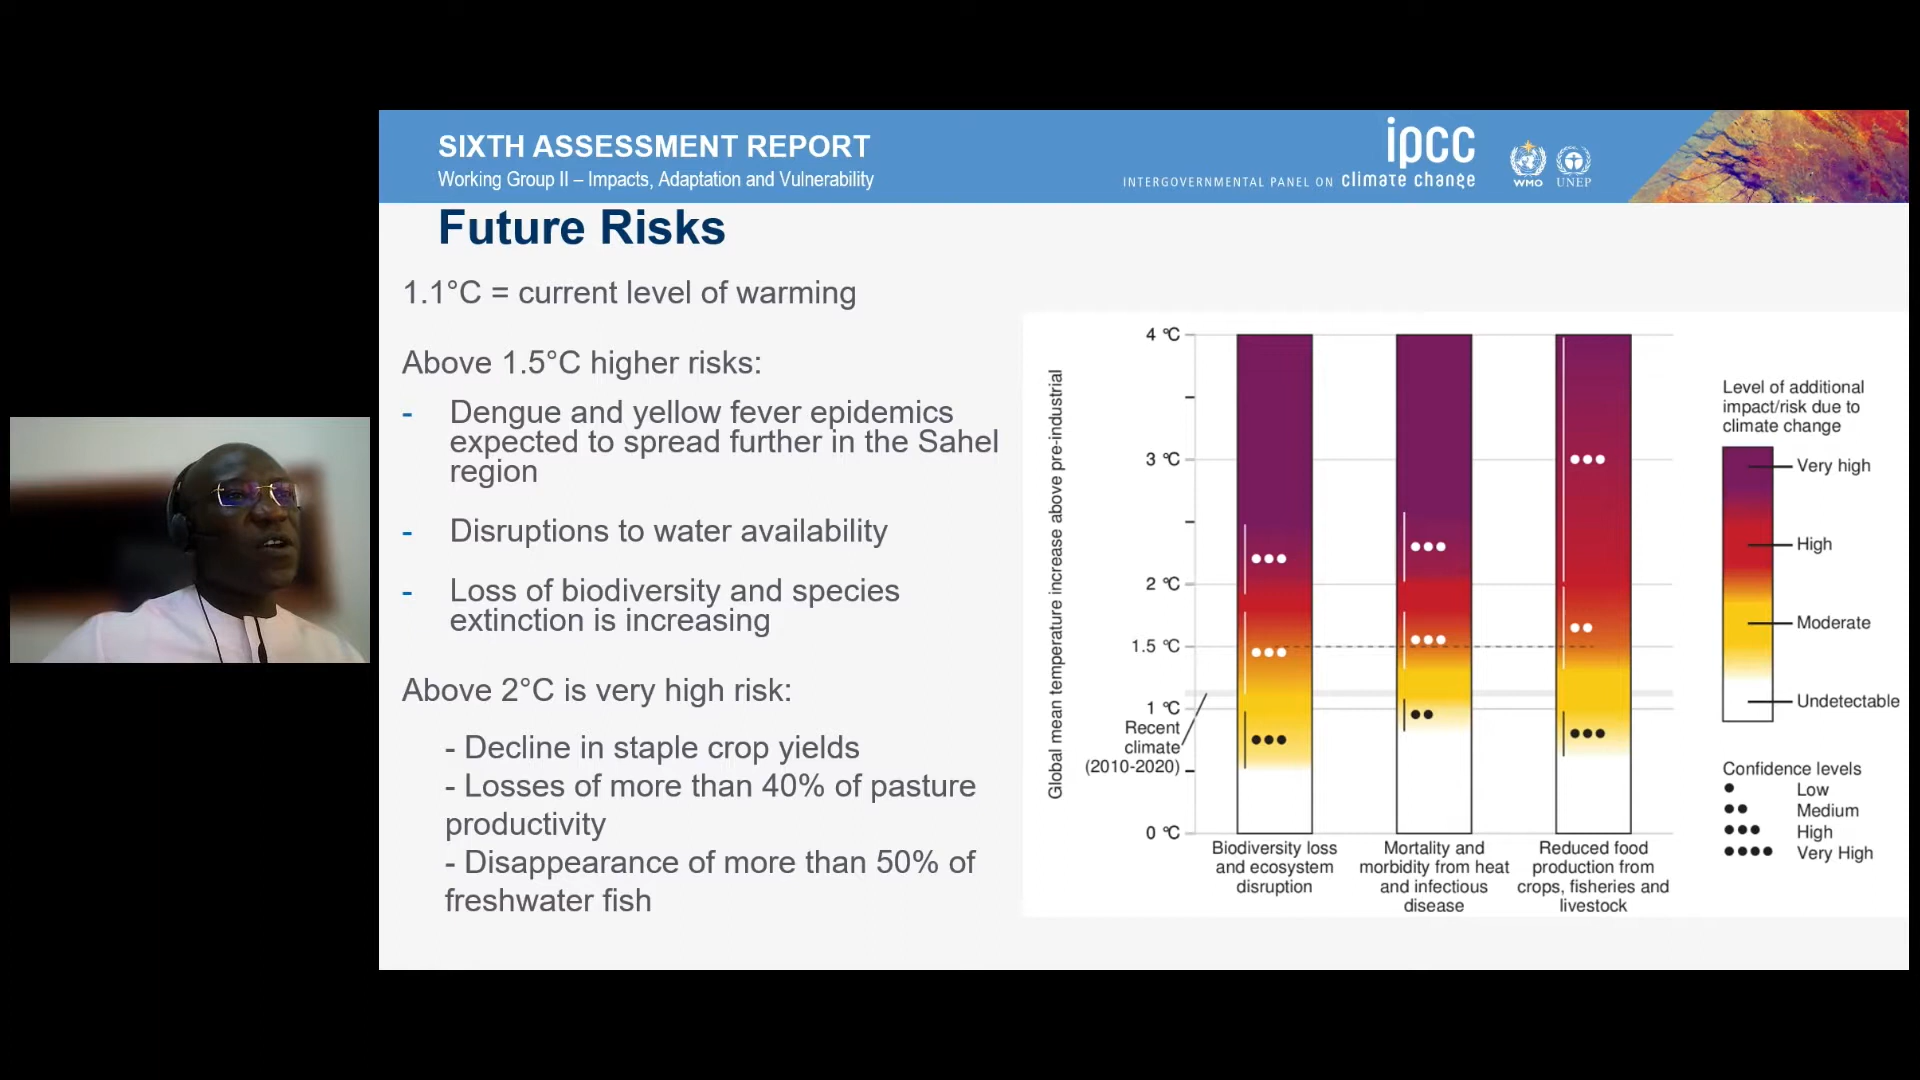 SIXTH ASSESSMENT REPORT
Working Group II – Impacts, Adaptation and Vulnerability
ipcc
INTERGOVERNMENTAL PANEL ON climate change
WMO
UNEP
Future Risks
1.1°C = current level of warming
Above 1.5°C higher risks:
- Dengue and yellow fever epidemics
expected to spread further in the Sahel
region
- Disruptions to water availability
- Loss of biodiversity and species
extinction is increasing
Above 2°C is very high risk:
- Decline in staple crop yields
- Losses of more than 40% of pasture
productivity
- Disappearance of more than 50% of
freshwater fish
Global mean temperature increase above pre-industrial
4 °C
3 °C
2 °C
1.5 °C
1 °C
0 °C
Recent
climate
(2010-2020)
Biodiversity loss
and ecosystem
disruption
Mortality and
morbidity from heat
and infectious
disease
Reduced food
production from
crops, fisheries and
livestock
Level of additional
impact/risk due to
climate change
Very high
High
Moderate
Undetectable
Confidence levels
Low
Medium
High
Very High